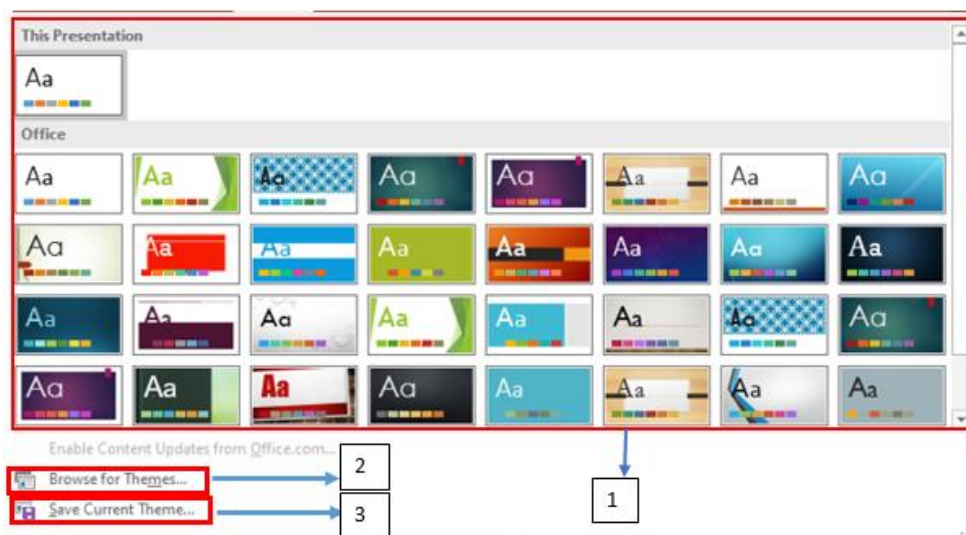 This Presentation
Aa
Office
Aa Aa Aa Aa Aa Aa Aa Aa
Aa Aa Aa Aa Aa Aa Aa Aa
Aa Aa Aa Aa Aa Aa Aa Aa
Aa Aa Aa Aa Aa Aa Aa Aa
Enable Content Updates from Office.com...
Browse for Themes...
2
1
Save Current Theme...
3